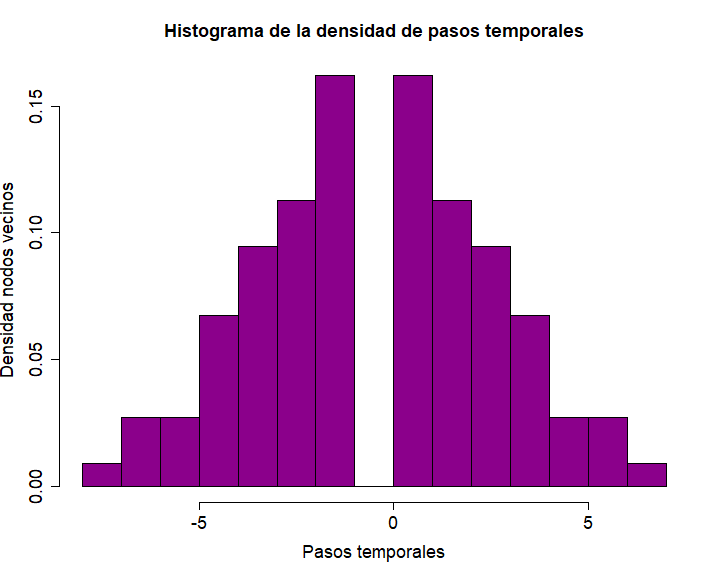 Histograma de la densidad de pasos temporales
Densidad nodos vecinos
0.15
0.10
0.05
0.00
-5
0
5
Pasos temporales